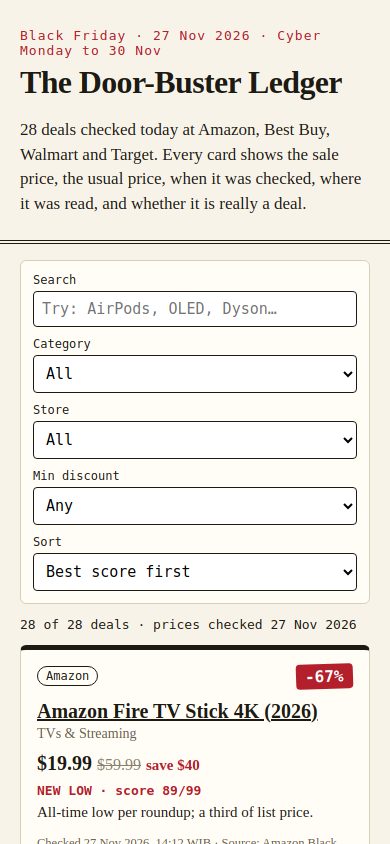 Black Friday · 27 Nov 2026 · Cyber
Monday to 30 Nov
The Door-Buster Ledger
28 deals checked today at Amazon, Best Buy,
Walmart and Target. Every card shows the sale
price, the usual price, when it was checked, where
it was read, and whether it is really a deal.
Search
Try: AirPods, OLED, Dyson…
Category
All
Store
All
Min discount
Any
Sort
Best score first
28 of 28 deals · prices checked 27 Nov 2026
Amazon
-67%
Amazon Fire TV Stick 4K (2026)
TVs & Streaming
$19.99 $59.99 save $40
NEW LOW · score 89/99
All-time low per roundup; a third of list price.
Checked 27 Nov 2026, 14:12 WIB · Source: Amazon Black